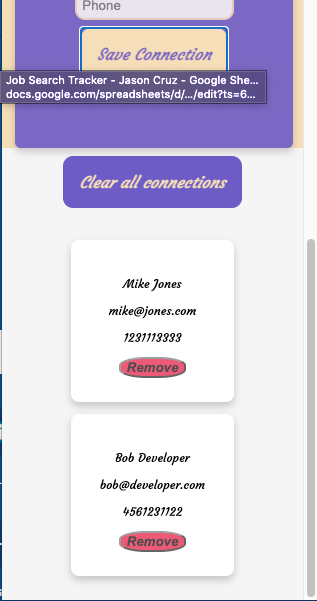 Phone
Save Connection
Job Search Tracker - Jason Cruz - Google She...
docs.google.com/spreadsheets/d/.../edit?ts=6...
Clear all connections
Mike Jones
mike@jones.com
1231113333
Remove
Bob Developer
bob@developer.com
4561231122
Remove